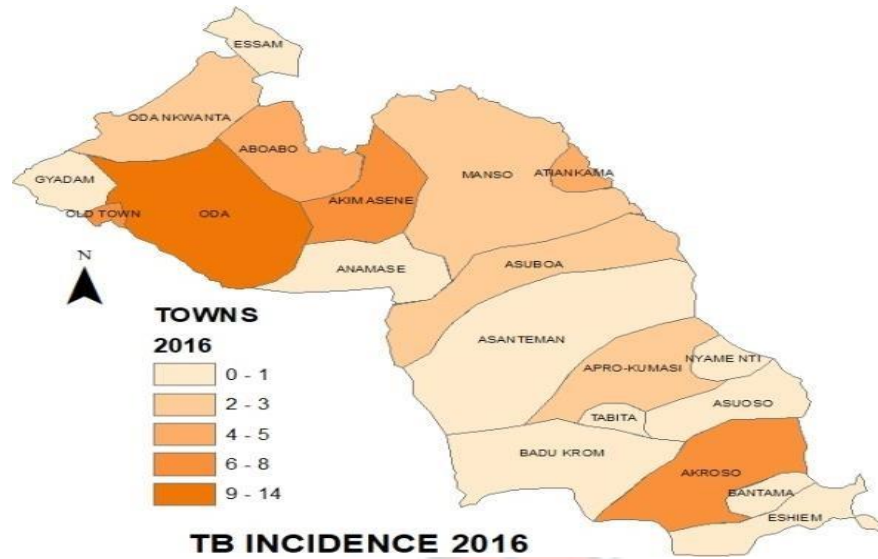 ESSAM
ODA NKWANTA
ABOABO
GYADAM
MANSO
ATIANKAMA
OLD TOWN
ODA
AKIM ASENE
N
ANAMASE
ASUBOA
TOWNS
2016
0 - 1
2 - 3
4 - 5
6 - 8
9 - 14
ASANTEMAN
NYAME NTI
APRO-KUMASI
ASUOSO
TABITA
BADU KROM
AKROSO
BANTAMA
ESHIEM
TB INCIDENCE 2016